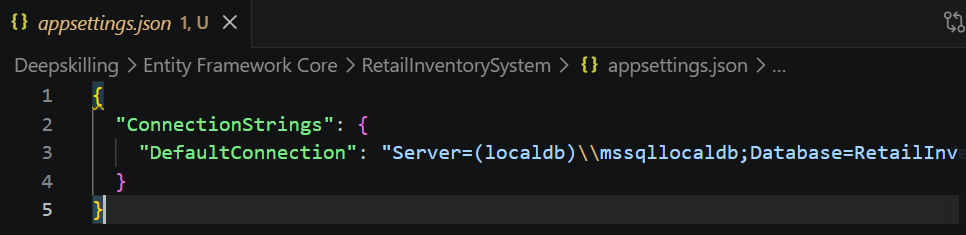 {} appsettings.json 1, U ×
Deepskilling > Entity Framework Core > RetailInventorySystem > {} appsettings.json > ...
1 {
2 "ConnectionStrings": {
3 "DefaultConnection": "Server=(localdb)\\mssqllocaldb;Database=RetailInve
4 }
5 }